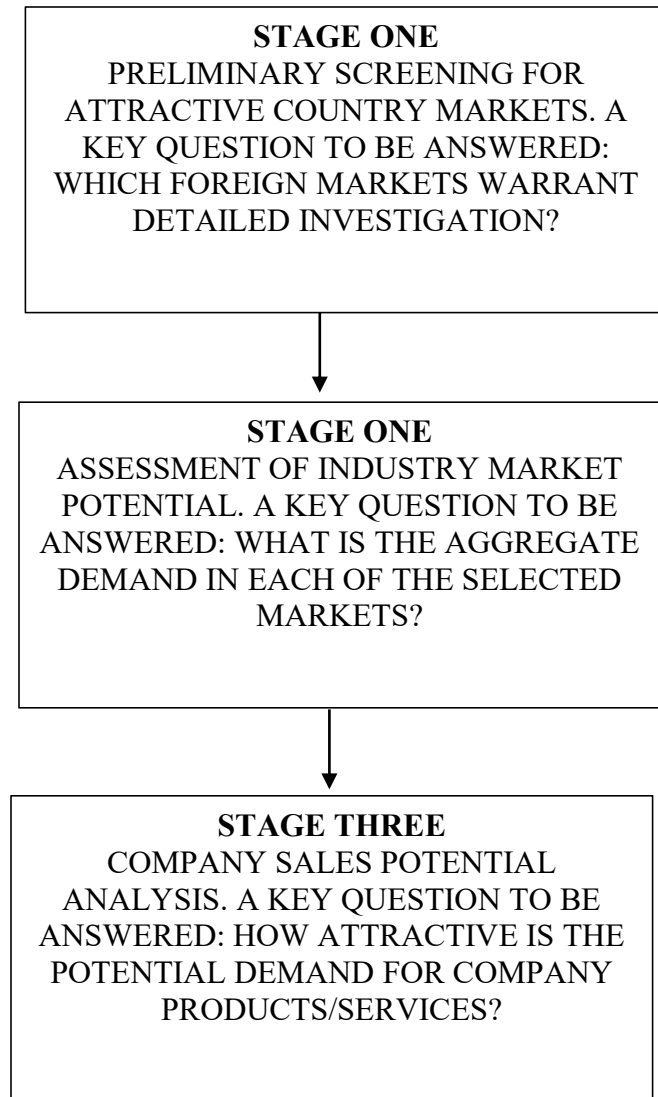 STAGE ONE
PRELIMINARY SCREENING FOR
ATTRACTIVE COUNTRY MARKETS. A
KEY QUESTION TO BE ANSWERED:
WHICH FOREIGN MARKETS WARRANT
DETAILED INVESTIGATION?
STAGE ONE
ASSESSMENT OF INDUSTRY MARKET
POTENTIAL. A KEY QUESTION TO BE
ANSWERED: WHAT IS THE AGGREGATE
DEMAND IN EACH OF THE SELECTED
MARKETS?
STAGE THREE
COMPANY SALES POTENTIAL
ANALYSIS. A KEY QUESTION TO BE
ANSWERED: HOW ATTRACTIVE IS THE
POTENTIAL DEMAND FOR COMPANY
PRODUCTS/SERVICES?